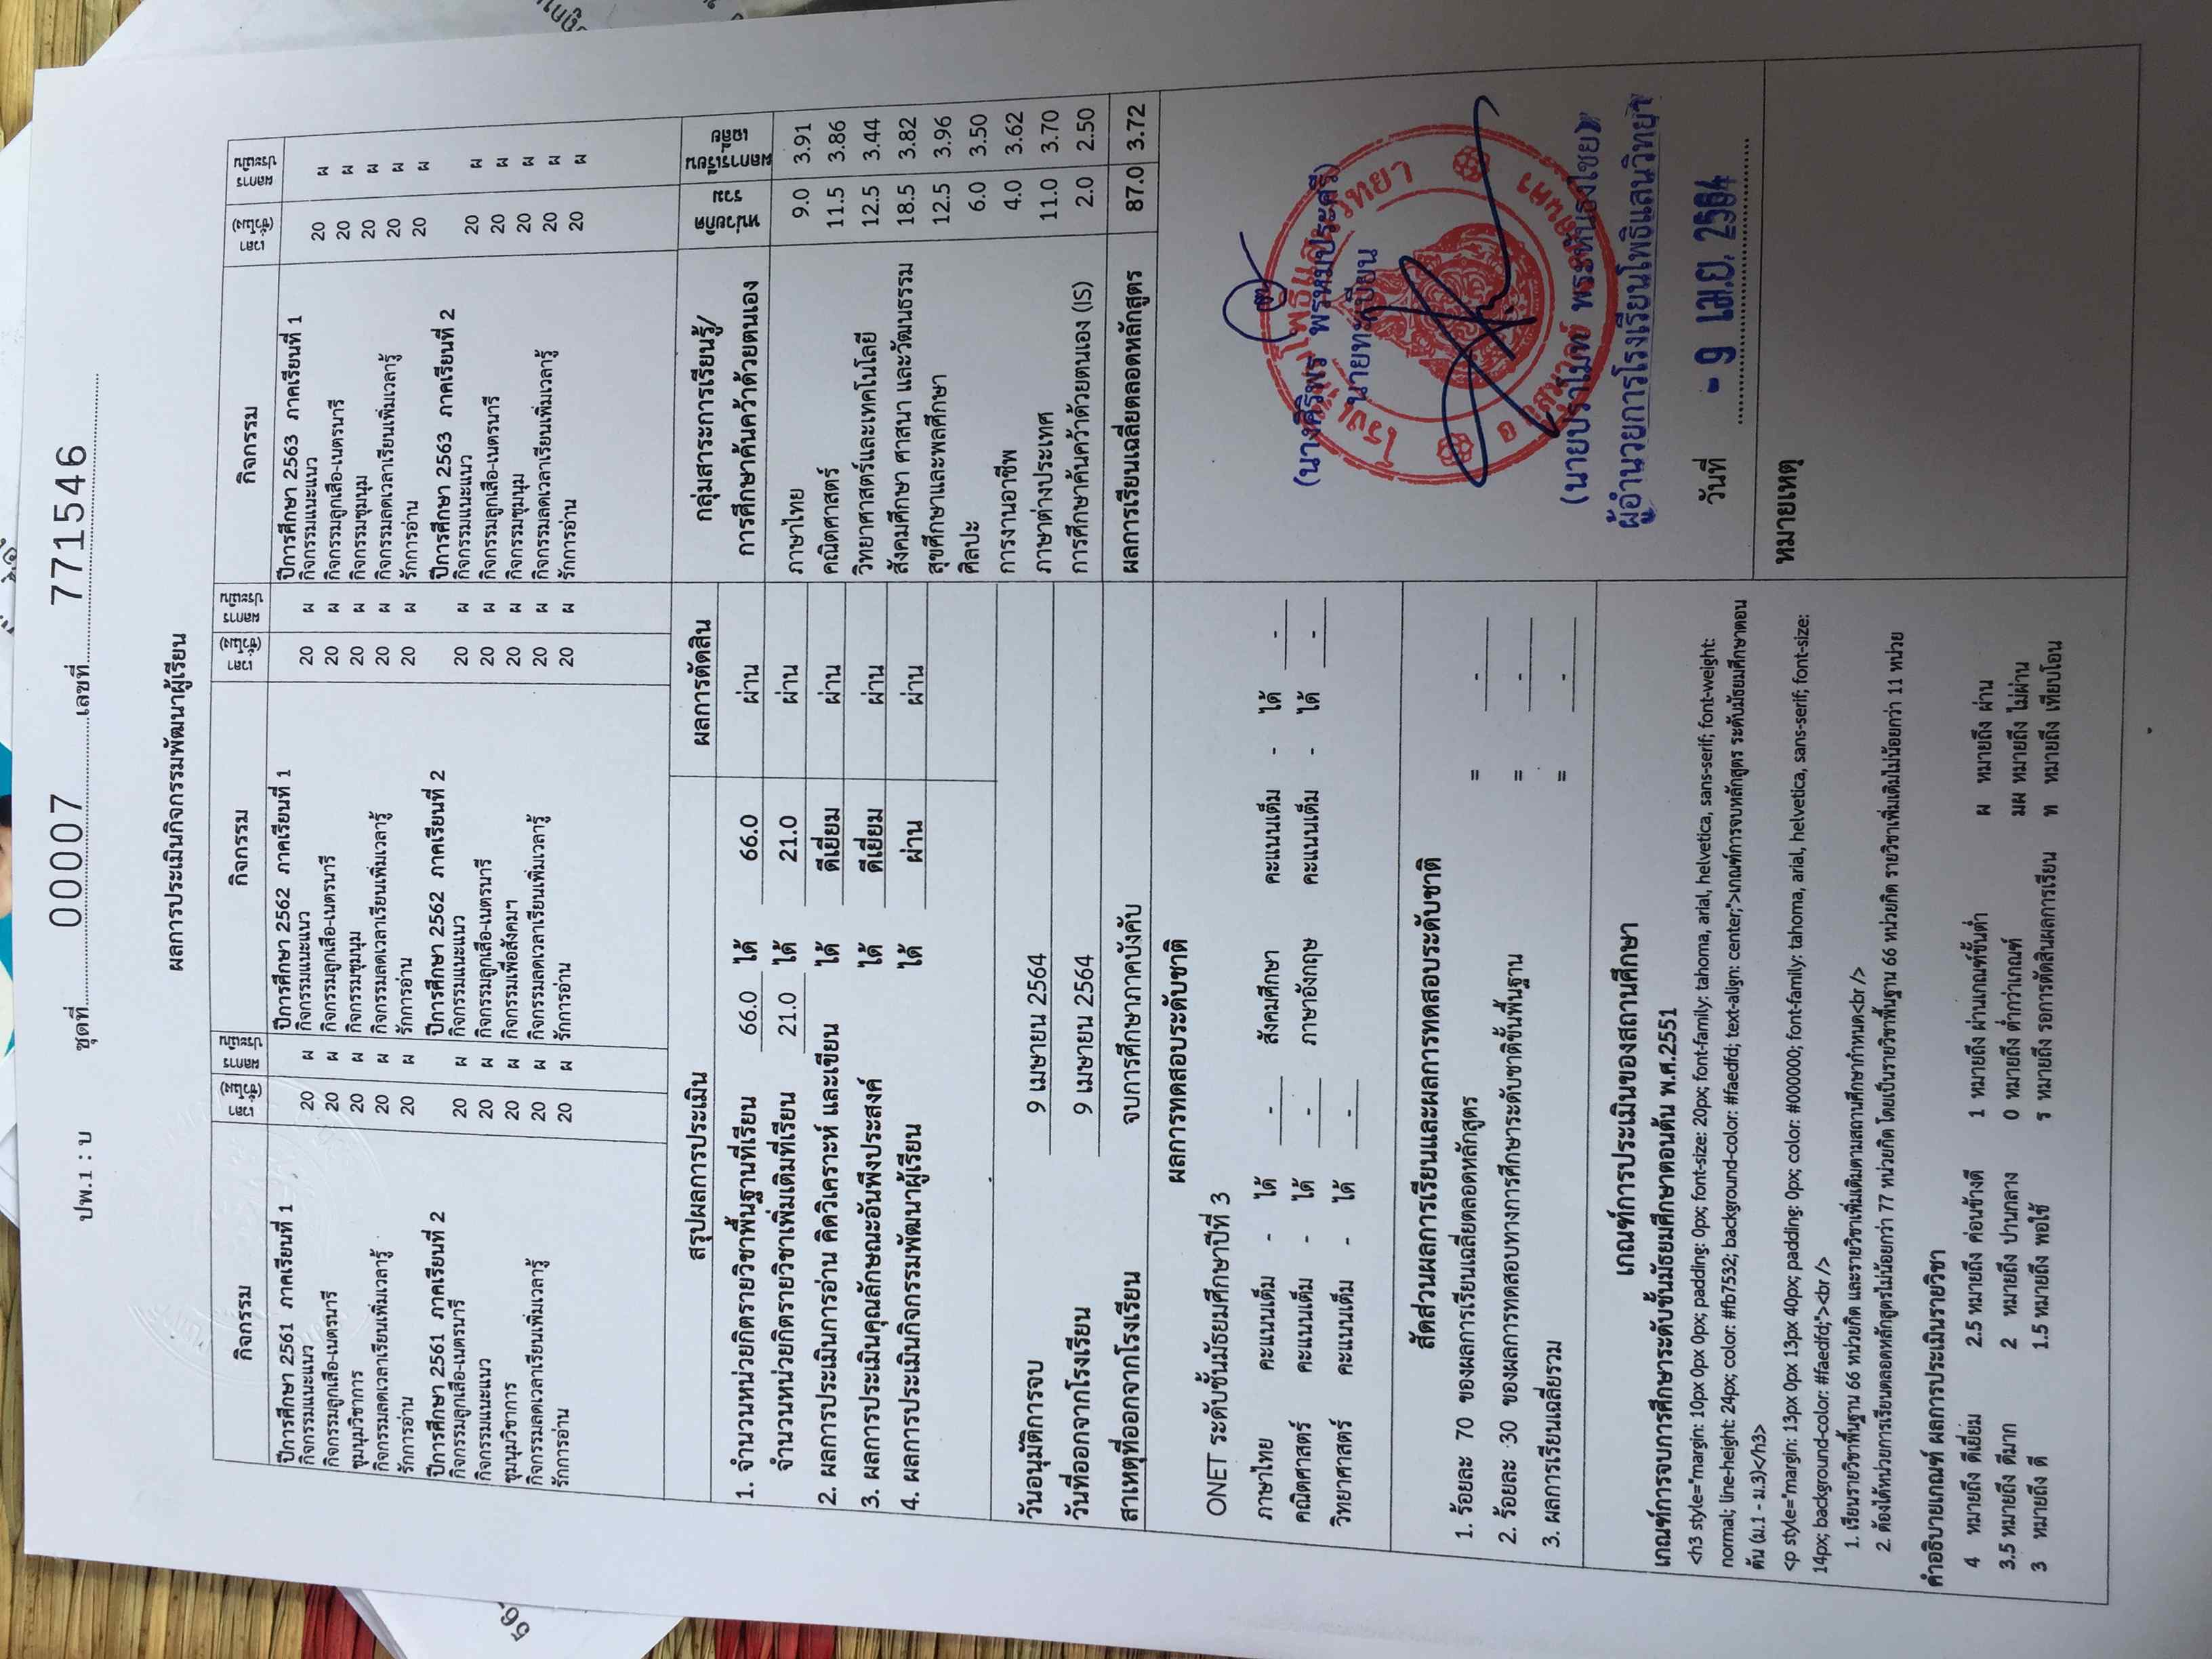 ปพ.1 : บ ชุดที่ 00007 เลขที่ 7715546
ผลการประเมินกิจกรรมพัฒนาผู้เรียน
กิจกรรม เวลา (ชั่วโมง) ผลการประเมิน กิจกรรม เวลา (ชั่วโมง) ผลการประเมิน กิจกรรม เวลา (ชั่วโมง) ผลการประเมิน
ปีการศึกษา 2561 ภาคเรียนที่ 1
กิจกรรมแนะแนว 20 ผ
กิจกรรมลูกเสือ-เนตรนารี 20 ผ
ชุมนุมวิชาการ 20 ผ
กิจกรรมลดเวลาเรียนเพิ่มเวลารู้ 20 ผ
รักการอ่าน 20 ผ
ปีการศึกษา 2561 ภาคเรียนที่ 2
กิจกรรมลูกเสือ-เนตรนารี 20 ผ
กิจกรรมแนะแนว 20 ผ
ชุมนุมวิชาการ 20 ผ
กิจกรรมลดเวลาเรียนเพิ่มเวลารู้ 20 ผ
รักการอ่าน 20 ผ
ปีการศึกษา 2562 ภาคเรียนที่ 1
กิจกรรมแนะแนว 20 ผ
กิจกรรมลูกเสือ-เนตรนารี 20 ผ
กิจกรรมชุมนุม 20 ผ
กิจกรรมลดเวลาเรียนเพิ่มเวลารู้ 20 ผ
รักการอ่าน 20 ผ
ปีการศึกษา 2562 ภาคเรียนที่ 2
กิจกรรมแนะแนว 20 ผ
กิจกรรมลูกเสือ-เนตรนารี 20 ผ
กิจกรรมเพื่อสังคมฯ 20 ผ
กิจกรรมลดเวลาเรียนเพิ่มเวลารู้ 20 ผ
รักการอ่าน 20 ผ
ปีการศึกษา 2563 ภาคเรียนที่ 1
กิจกรรมแนะแนว 20 ผ
กิจกรรมลูกเสือ-เนตรนารี 20 ผ
กิจกรรมชุมนุม 20 ผ
กิจกรรมลดเวลาเรียนเพิ่มเวลารู้ 20 ผ
รักการอ่าน 20 ผ
ปีการศึกษา 2563 ภาคเรียนที่ 2
กิจกรรมแนะแนว 20 ผ
กิจกรรมลูกเสือ-เนตรนารี 20 ผ
กิจกรรมชุมนุม 20 ผ
กิจกรรมลดเวลาเรียนเพิ่มเวลารู้ 20 ผ
รักการอ่าน 20 ผ
สรุปผลการประเมิน ผลการตัดสิน
1. จำนวนหน่วยกิตรายวิชาพื้นฐานที่เรียน 66.0 ได้ 66.0 ผ่าน
จำนวนหน่วยกิตรายวิชาเพิ่มเติมที่เรียน 21.0 ได้ 21.0 ผ่าน
2. ผลการประเมินการอ่าน คิดวิเคราะห์ และเขียน ได้ ดีเยี่ยม ผ่าน
3. ผลการประเมินคุณลักษณะอันพึงประสงค์ ได้ ดีเยี่ยม ผ่าน
4. ผลการประเมินกิจกรรมพัฒนาผู้เรียน ได้ ผ่าน ผ่าน
วันอนุมัติการจบ 9 เมษายน 2564
วันที่ออกจากโรงเรียน 9 เมษายน 2564
สาเหตุที่ออกจากโรงเรียน จบการศึกษาภาคบังคับ
กลุ่มสาระการเรียนรู้/ หน่วยกิตรวม ผลการเรียนเฉลี่ย
การศึกษาค้นคว้าด้วยตนเอง
ภาษาไทย 9.0 3.91
คณิตศาสตร์ 11.5 3.86
วิทยาศาสตร์และเทคโนโลยี 12.5 3.44
สังคมศึกษา ศาสนา และวัฒนธรรม 18.5 3.82
สุขศึกษาและพลศึกษา 12.5 3.96
ศิลปะ 6.0 3.50
การงานอาชีพ 4.0 3.62
ภาษาต่างประเทศ 11.0 3.70
การศึกษาค้นคว้าด้วยตนเอง (IS) 2.0 2.50
ผลการเรียนเฉลี่ยตลอดหลักสูตร 87.0 3.72
ผลการทดสอบระดับชาติ
ONET ระดับชั้นมัธยมศึกษาปีที่ 3
ภาษาไทย คะแนนเต็ม - ได้ - สังคมศึกษา คะแนนเต็ม - ได้ -
คณิตศาสตร์ คะแนนเต็ม - ได้ - ภาษาอังกฤษ คะแนนเต็ม - ได้ -
วิทยาศาสตร์ คะแนนเต็ม - ได้ -
สัดส่วนผลการเรียนและผลการทดสอบระดับชาติ
1. ร้อยละ 70 ของผลการเรียนเฉลี่ยตลอดหลักสูตร = -
2. ร้อยละ 30 ของผลการทดสอบทางการศึกษาระดับชาติขั้นพื้นฐาน = -
3. ผลการเรียนเฉลี่ยรวม = -
เกณฑ์การประเมินของสถานศึกษา
เกณฑ์การจบการศึกษาระดับชั้นมัธยมศึกษาตอนต้น พ.ศ.2551
<h3 style="margin: 10px 0px 0px; padding: 0px; font-size: 20px; font-family: tahoma, arial, helvetica, sans-serif; font-weight:
normal; line-height: 24px; color: #fb7532; background-color: #faedfd; text-align: center;">เกณฑ์การจบหลักสูตร ระดับมัธยมศึกษาตอน
ต้น (ม.1 - ม.3)</h3>
<p style="margin: 13px 0px 13px 40px; padding: 0px; color: #000000; font-family: tahoma, arial, helvetica, sans-serif; font-size:
14px; background-color: #faedfd;"><br />
1. เรียนรายวิชาพื้นฐาน 66 หน่วยกิต และรายวิชาเพิ่มเติมตามสถานศึกษากำหนด<br />
2. ต้องได้หน่วยการเรียนตลอดหลักสูตรไม่น้อยกว่า 77 หน่วยกิต โดยเป็นรายวิชาพื้นฐาน 66 หน่วยกิต รายวิชาเพิ่มเติมไม่น้อยกว่า 11 หน่วย
คำอธิบายเกณฑ์ ผลการประเมินรายวิชา
4 หมายถึง ดีเยี่ยม 2.5 หมายถึง ค่อนข้างดี 1 หมายถึง ผ่านเกณฑ์ขั้นต่ำ ผ หมายถึง ผ่าน
3.5 หมายถึง ดีมาก 2 หมายถึง ปานกลาง 0 หมายถึง ต่ำกว่าเกณฑ์ มผ หมายถึง ไม่ผ่าน
3 หมายถึง ดี 1.5 หมายถึง พอใช้ ร หมายถึง รอการตัดสินผลการเรียน ท หมายถึง เทียบโอน
(นางศิริพร พรหมประศรี)
นายทะเบียน
(นายปราโมทย์ พระหันธงไชย)
ผู้อำนวยการโรงเรียนโพธิแสนวิทยา
วันที่ - 9 เม.ย. 2564
หมายเหตุ